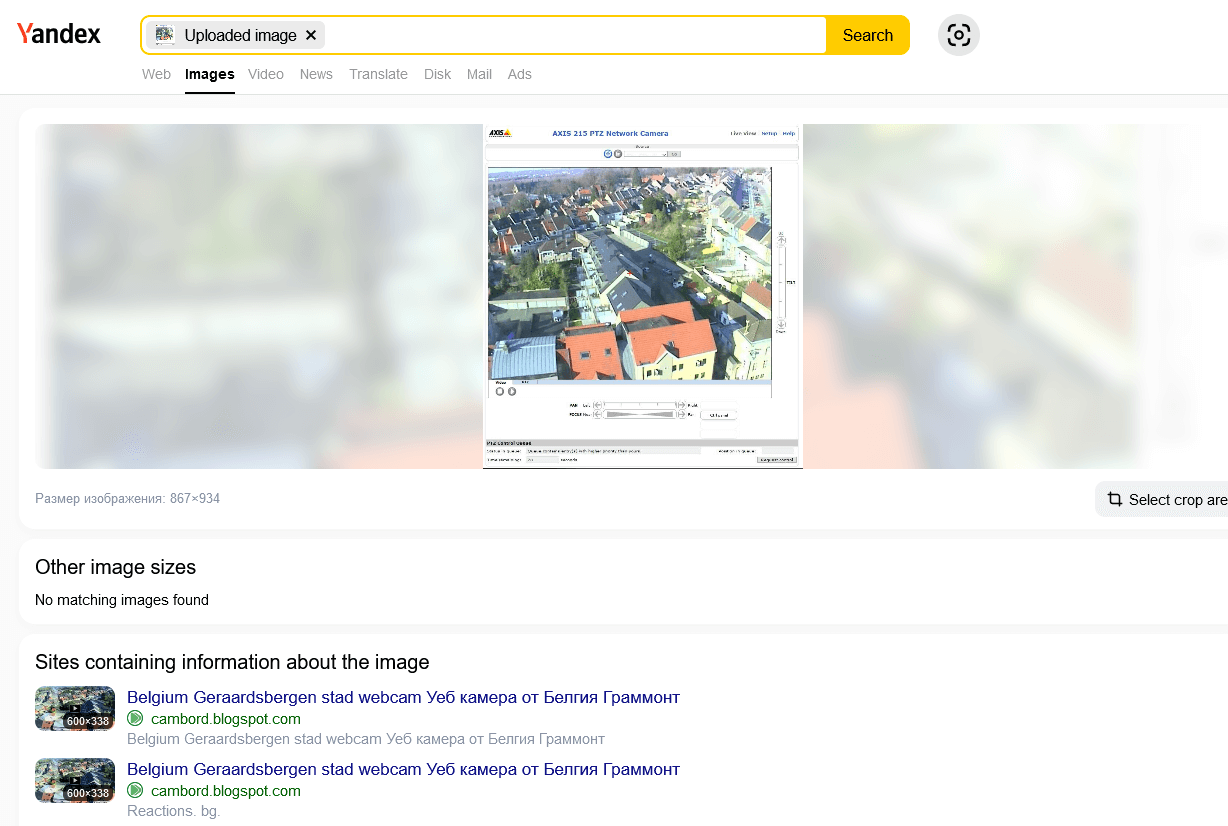 Yandex
Uploaded image ✕
Search
Web Images Video News Translate Disk Mail Ads
AXIS
AXIS 215 PTZ Network Camera
Live View Setup Help
Размер изображения: 867×934
Select crop are
Other image sizes
No matching images found
Sites containing information about the image
600×338
Belgium Geraardsbergen stad webcam Уеб камера от Белгия Граммонт
cambord.blogspot.com
Belgium Geraardsbergen stad webcam Уеб камера от Белгия Граммонт
600×338
Belgium Geraardsbergen stad webcam Уеб камера от Белгия Граммонт
cambord.blogspot.com
Reactions. bg.